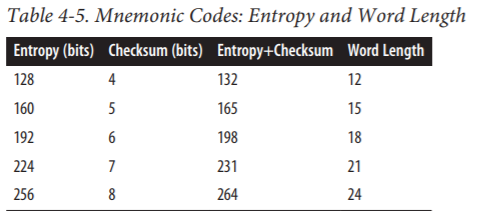 Table 4-5. Mnemonic Codes: Entropy and Word Length
Entropy (bits) Checksum (bits) Entropy+Checksum Word Length
128 4 132 12
160 5 165 15
192 6 198 18
224 7 231 21
256 8 264 24